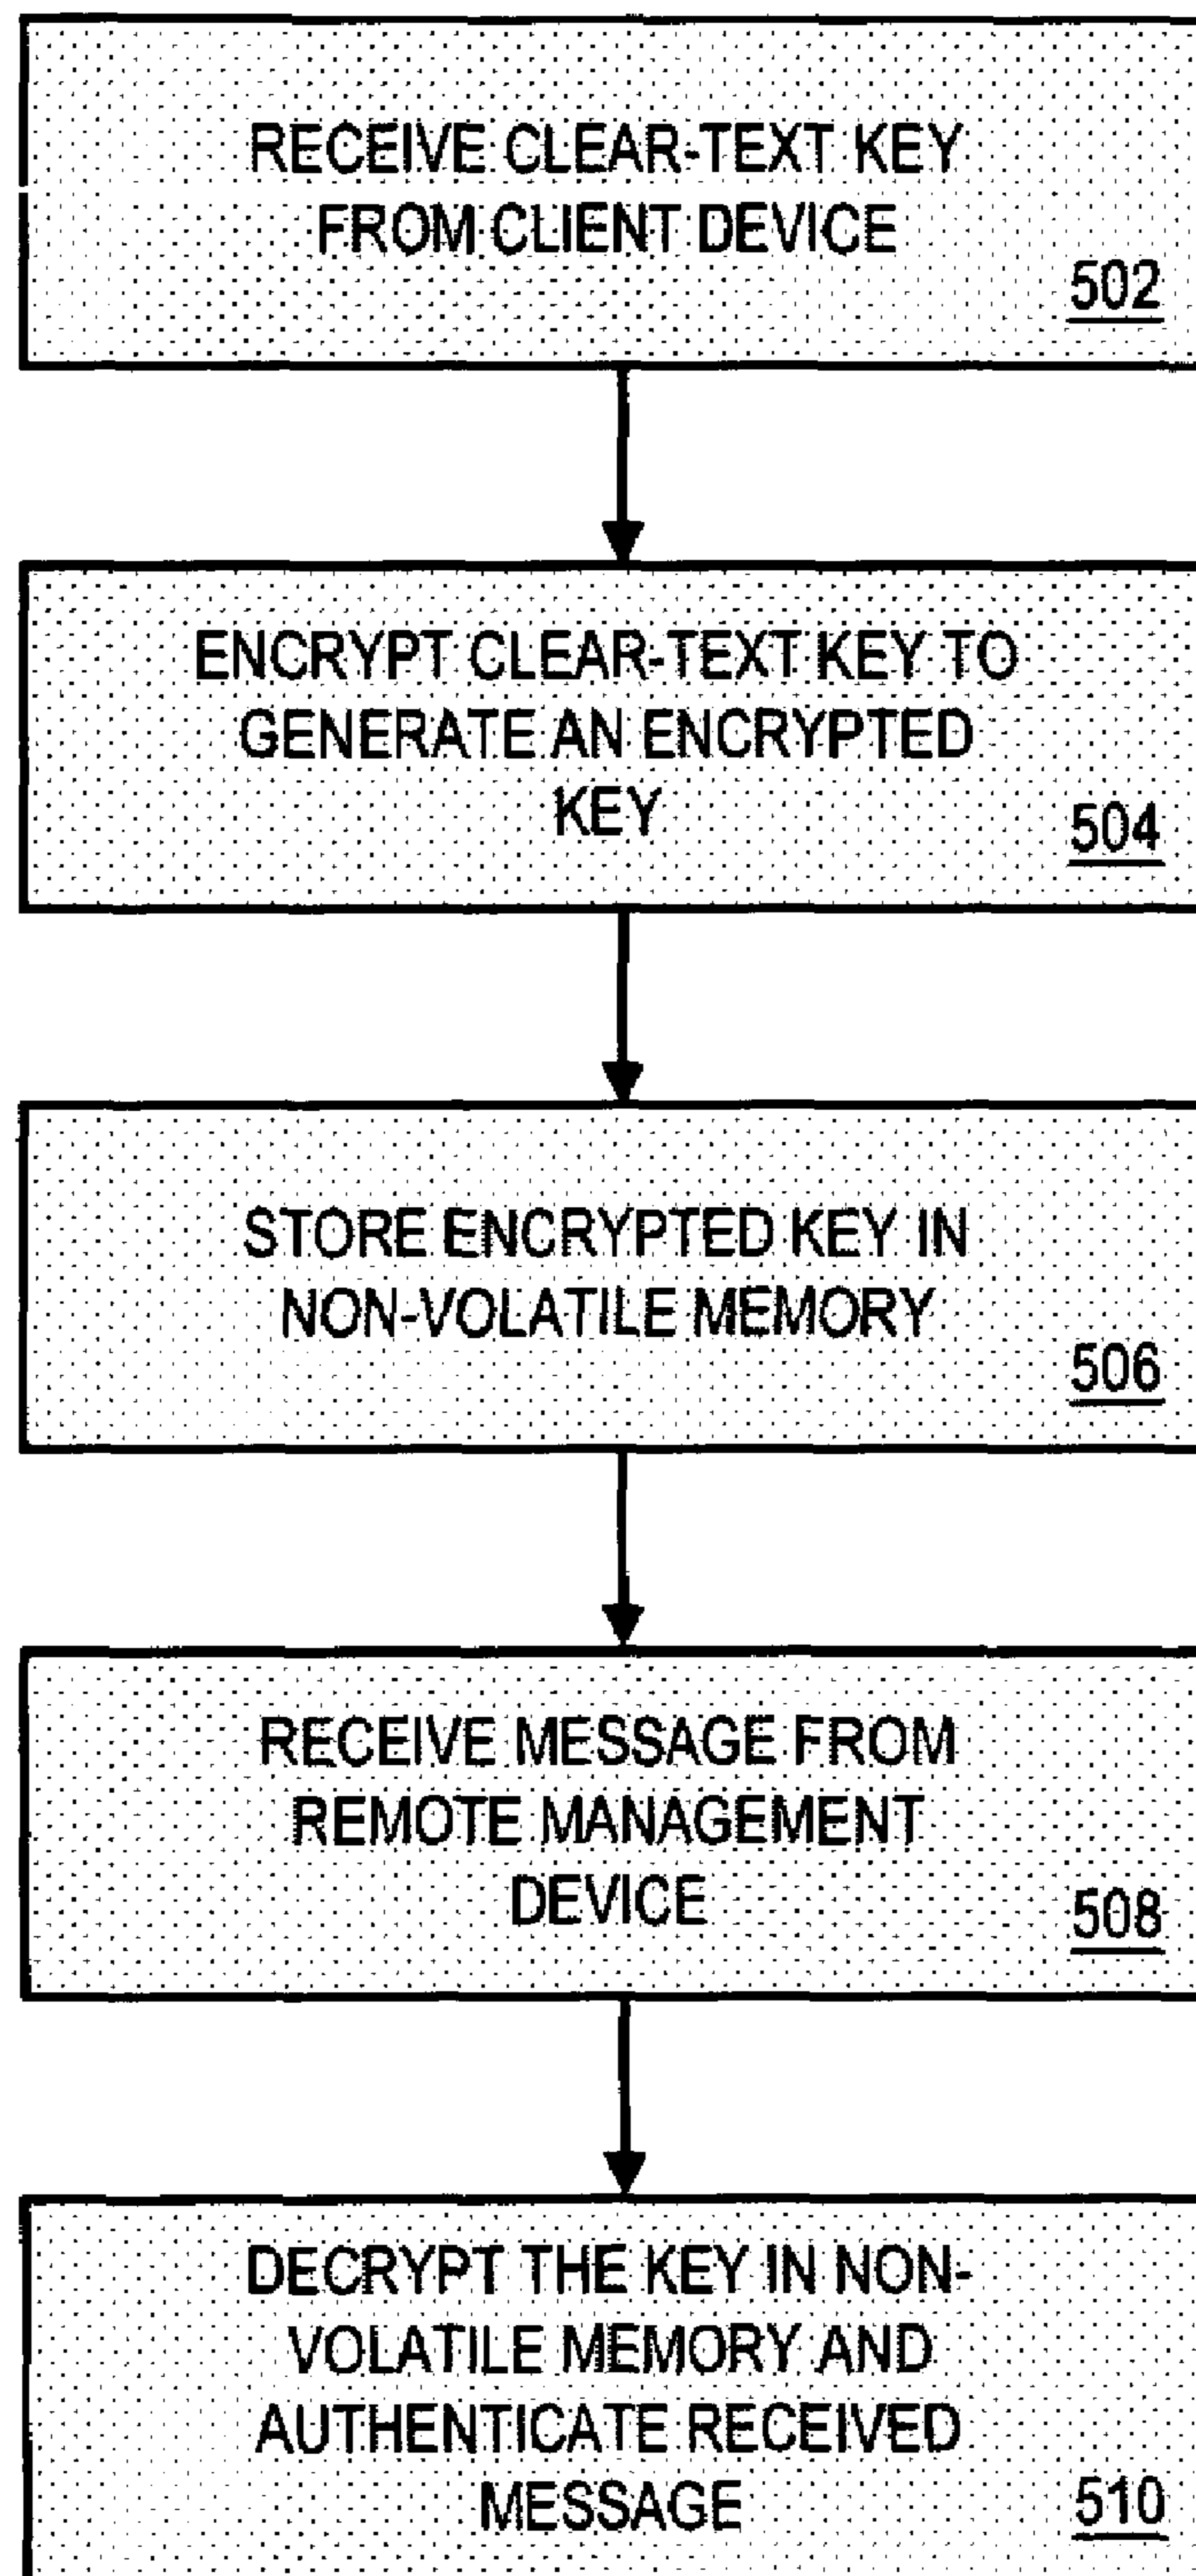 RECEIVE CLEAR-TEXT KEY
FROM CLIENT DEVICE
502
ENCRYPT CLEAR-TEXT KEY TO
GENERATE AN ENCRYPTED
KEY
504
STORE ENCRYPTED KEY IN
NON-VOLATILE MEMORY
506
RECEIVE MESSAGE FROM
REMOTE MANAGEMENT
DEVICE
508
DECRYPT THE KEY IN NON-
VOLATILE MEMORY AND
AUTHENTICATE RECEIVED
MESSAGE
510